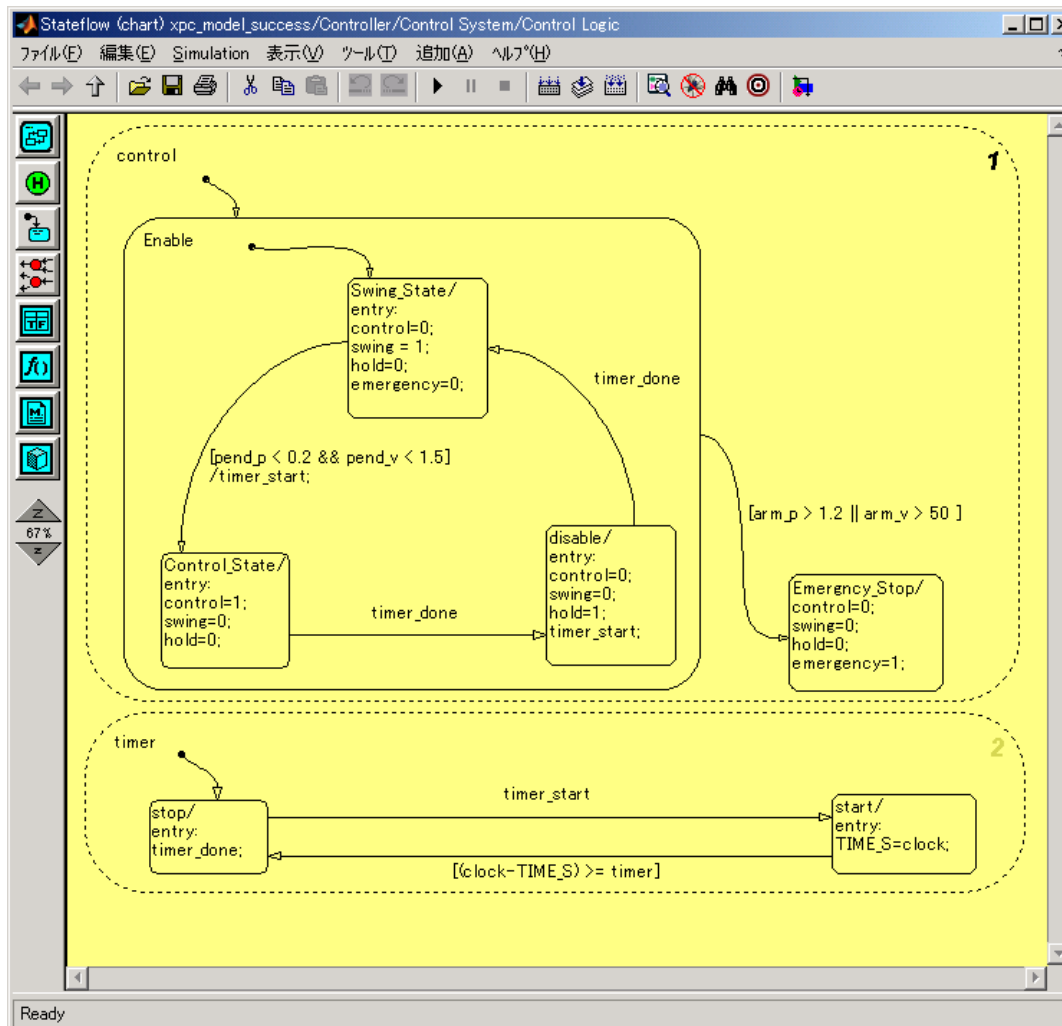 Stateflow (chart) xpc_model_success/Controller/Control System/Control Logic
ファイル(F) 編集(E) Simulation 表示(V) ツール(T) 追加(A) ヘルプ(H)
control
1
Enable
Swing_State/
entry:
control=0;
swing = 1;
hold=0;
emergency=0;
timer_done
[pend_p < 0.2 && pend_v < 1.5]
/timer_start;
[arm_p > 1.2 || arm_v > 50 ]
67%
Control_State/
entry:
control=1;
swing=0;
hold=0;
timer_done
disable/
entry:
control=0;
swing=0;
hold=1;
timer_start;
Emergncy_Stop/
control=0;
swing=0;
hold=0;
emergency=1;
timer
2
stop/
entry:
timer_done;
timer_start
start/
entry:
TIME_S=clock;
[(clock-TIME_S) >= timer]
Ready